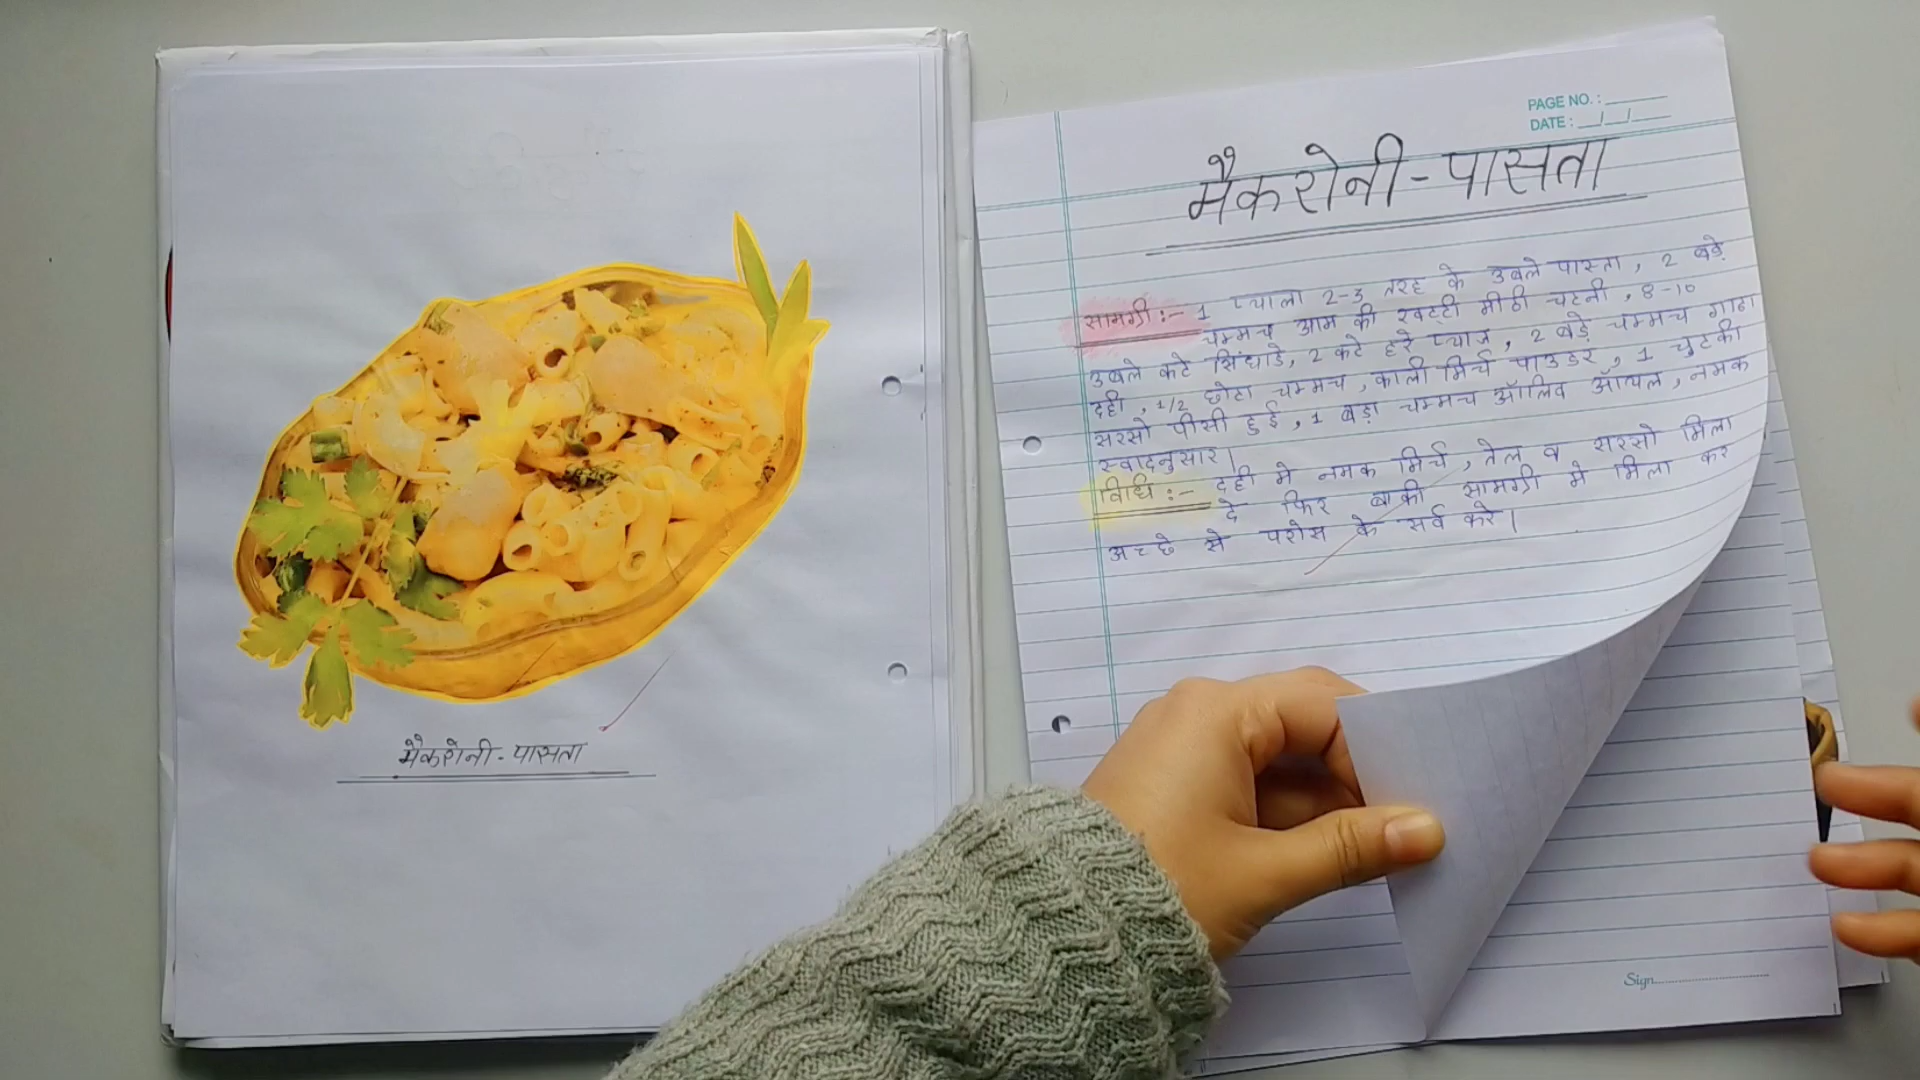 मैकरोनी-पासता
PAGE NO. :
DATE :
मैकरोनी-पासता
सामग्री :- 1 प्याला 2-3 तरह के उबले पास्ता, 2 बड़े
चम्मच आम की खट्टी मीठी चटनी, 8-10
उबले कटे सिंघाडे, 2 कटे हरे प्याज, 2 बड़े चम्मच गाढा
दही, 1/2 छोटा चम्मच, काली मिर्च पाउडर, 1 चुटकी
सरसो पीसी हुई, 1 बड़ा चम्मच ऑलिव ऑयल, नमक
स्वादनुसार।
विधि :- दही मे नमक मिर्च, तेल व सरसो मिला
दे फिर बाकी सामग्री मे मिला कर
अच्छे से परोस के सर्व करे।
Sign